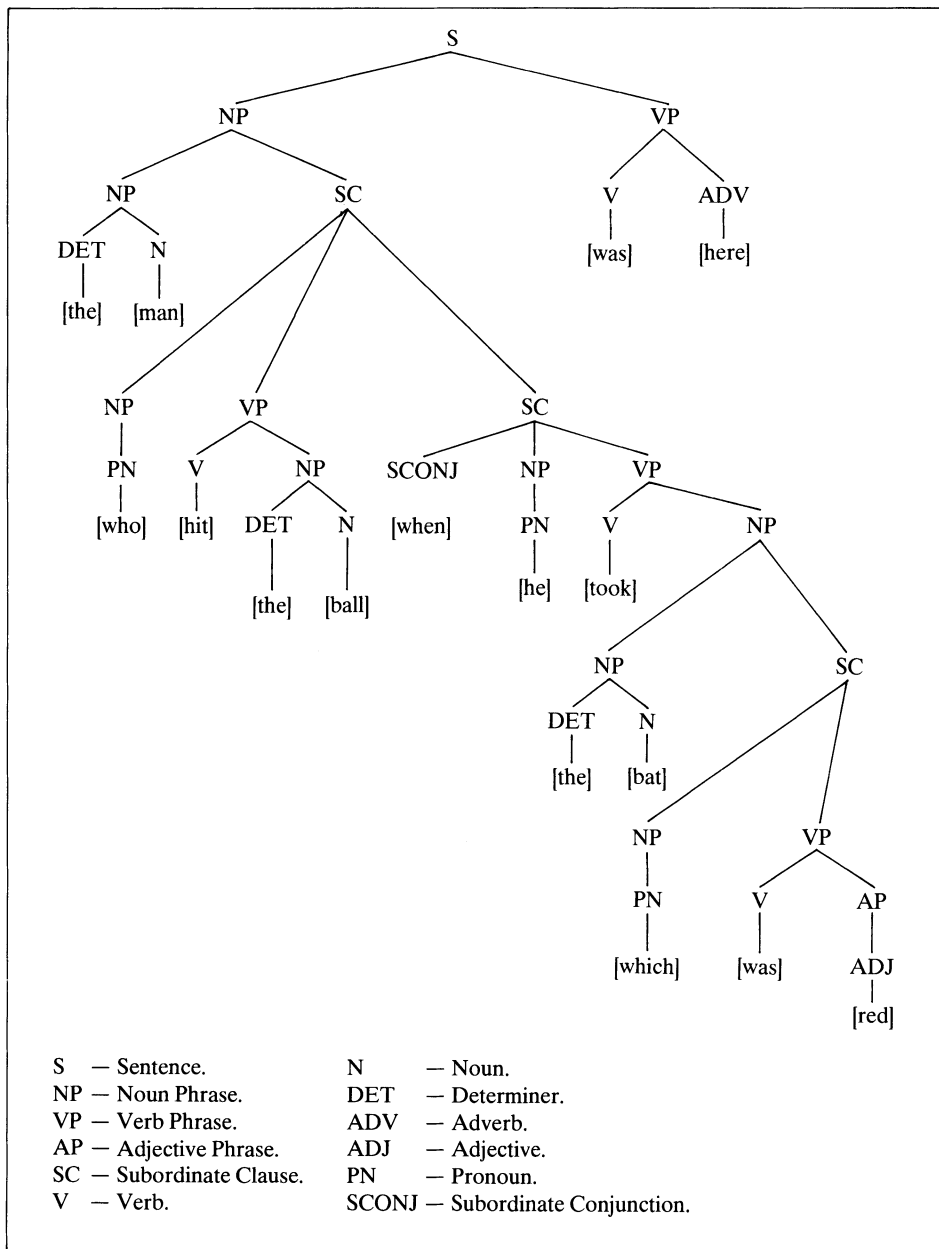 S
NP VP
NP SC V ADV
DET N [was] [here]
[the] [man]
NP VP SC
PN V NP SCONJ NP VP
[who] [hit] DET N [when] PN V NP
[the] [ball] [he] [took]
NP SC
DET N
[the] [bat]
NP VP
PN V AP
[which] [was] ADJ
[red]
S — Sentence. N — Noun.
NP — Noun Phrase. DET — Determiner.
VP — Verb Phrase. ADV — Adverb.
AP — Adjective Phrase. ADJ — Adjective.
SC — Subordinate Clause. PN — Pronoun.
V — Verb. SCONJ — Subordinate Conjunction.